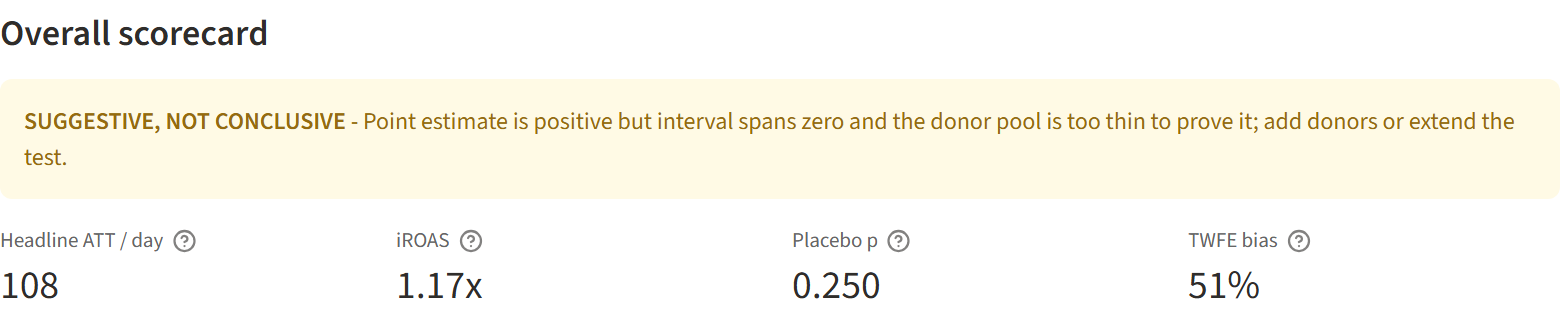 Overall scorecard
SUGGESTIVE, NOT CONCLUSIVE - Point estimate is positive but interval spans zero and the donor pool is too thin to prove it; add donors or extend the
test.
Headline ATT / day ?
iROAS ?
Placebo p ?
TWFE bias ?
108
1.17x
0.250
51%